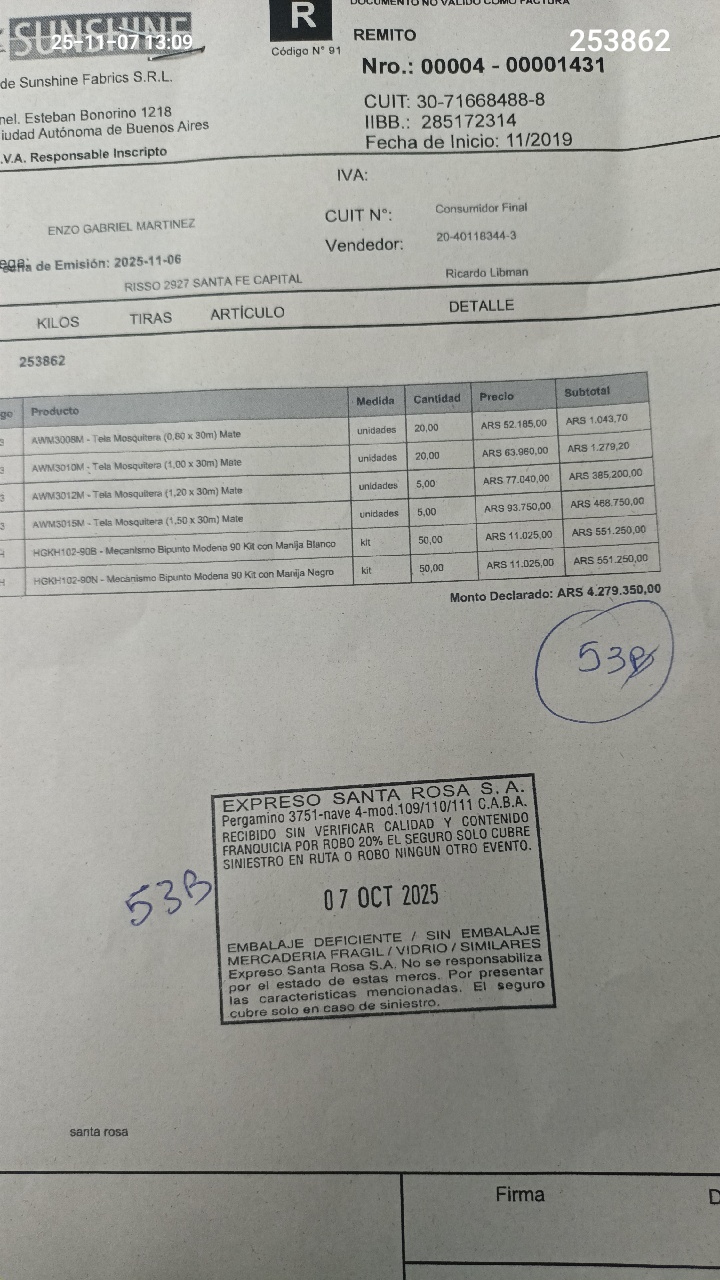 SUNSHINE
25-11-07 13:09
253862
R
Código N° 91
DOCUMENTO NO VALIDO COMO FACTURA
REMITO
Nro.: 00004 - 00001431
de Sunshine Fabrics S.R.L.
nel. Esteban Bonorino 1218
iudad Autónoma de Buenos Aires
.V.A. Responsable Inscripto
CUIT: 30-71668488-8
IIBB.: 285172314
Fecha de Inicio: 11/2019
IVA:
ENZO GABRIEL MARTINEZ
CUIT N°: Consumidor Final
Vendedor: 20-40118344-3
de Emisión: 2025-11-06
RISSO 2927 SANTA FE CAPITAL
Ricardo Libman
KILOS TIRAS ARTÍCULO DETALLE
253862
go Producto Medida Cantidad Precio Subtotal
3 AWM3008M - Tela Mosquitera (0,80 x 30m) Mate unidades 20,00 ARS 52.185,00 ARS 1.043,70
3 AWM3010M - Tela Mosquitera (1,00 x 30m) Mate unidades 20,00 ARS 63.960,00 ARS 1.279,20
3 AWM3012M - Tela Mosquitera (1,20 x 30m) Mate unidades 5,00 ARS 77.040,00 ARS 385.200,00
3 AWM3015M - Tela Mosquitera (1,50 x 30m) Mate unidades 5,00 ARS 93.750,00 ARS 468.750,00
HGKH102-90B - Mecanismo Bipunto Modena 90 Kit con Manija Blanco kit 50,00 ARS 11.025,00 ARS 551.250,00
HGKH102-90N - Mecanismo Bipunto Modena 90 Kit con Manija Negro kit 50,00 ARS 11.025,00 ARS 551.250,00
Monto Declarado: ARS 4.279.350,00
53B
EXPRESO SANTA ROSA S. A.
Pergamino 3751-nave 4-mod.109/110/111 C.A.B.A.
RECIBIDO SIN VERIFICAR CALIDAD Y CONTENIDO
FRANQUICIA POR ROBO 20% EL SEGURO SOLO CUBRE
SINIESTRO EN RUTA O ROBO NINGUN OTRO EVENTO.
53B
07 OCT 2025
EMBALAJE DEFICIENTE / SIN EMBALAJE
MERCADERIA FRAGIL / VIDRIO / SIMILARES
Expreso Santa Rosa S.A. No se responsabiliza
por el estado de estas mercs. Por presentar
las caracteristicas mencionadas. El seguro
cubre solo en caso de siniestro.
santa rosa
Firma
D